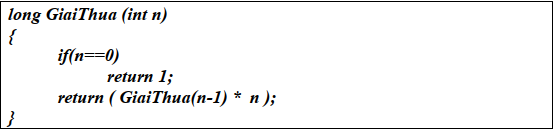 long GiaiThua (int n)
{
if(n==0)
return 1;
return ( GiaiThua(n-1) * n );
}